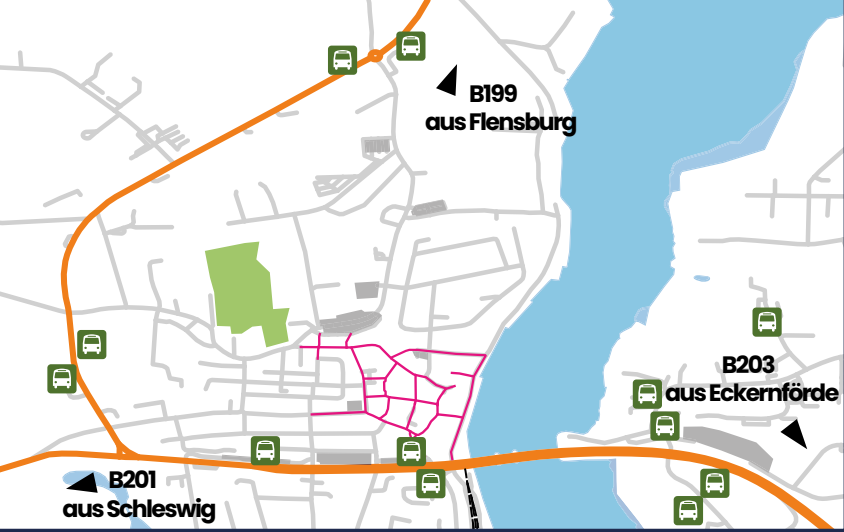 B199
aus Flensburg
B203
aus Eckernförde
B201
aus Schleswig